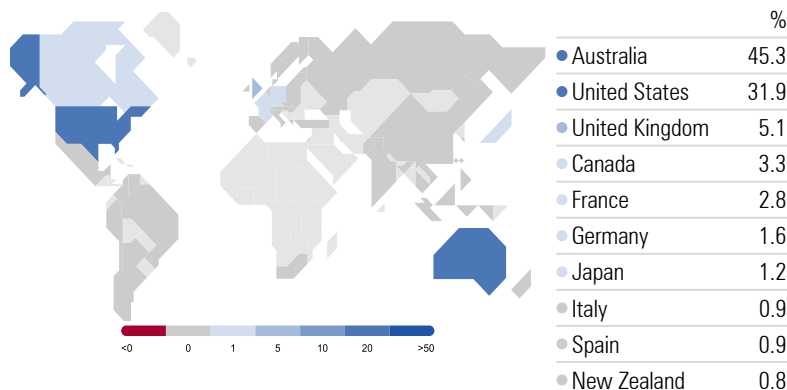 %
Australia 45.3
United States 31.9
United Kingdom 5.1
Canada 3.3
France 2.8
Germany 1.6
Japan 1.2
Italy 0.9
Spain 0.9
New Zealand 0.8
<0 0 1 5 10 20 >50